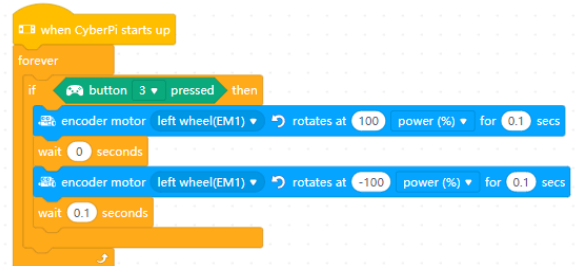 when CyberPi starts up
forever
if button 3 pressed then
encoder motor left wheel(EM1) rotates at 100 power (%) for 0.1 secs
wait 0 seconds
encoder motor left wheel(EM1) rotates at -100 power (%) for 0.1 secs
wait 0.1 seconds